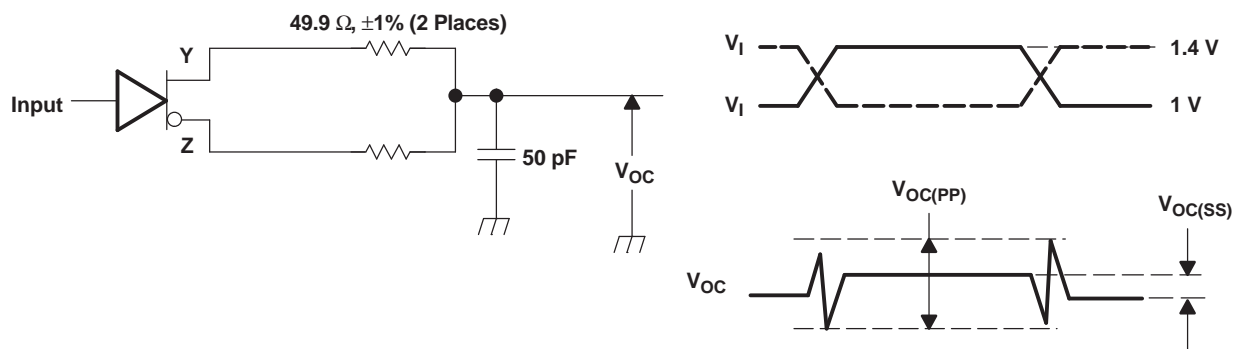 49.9 Ω, ±1% (2 Places)
Y
Input
Z
50 pF
VOC
VI
1.4 V
VI
1 V
VOC(PP)
VOC(SS)
VOC